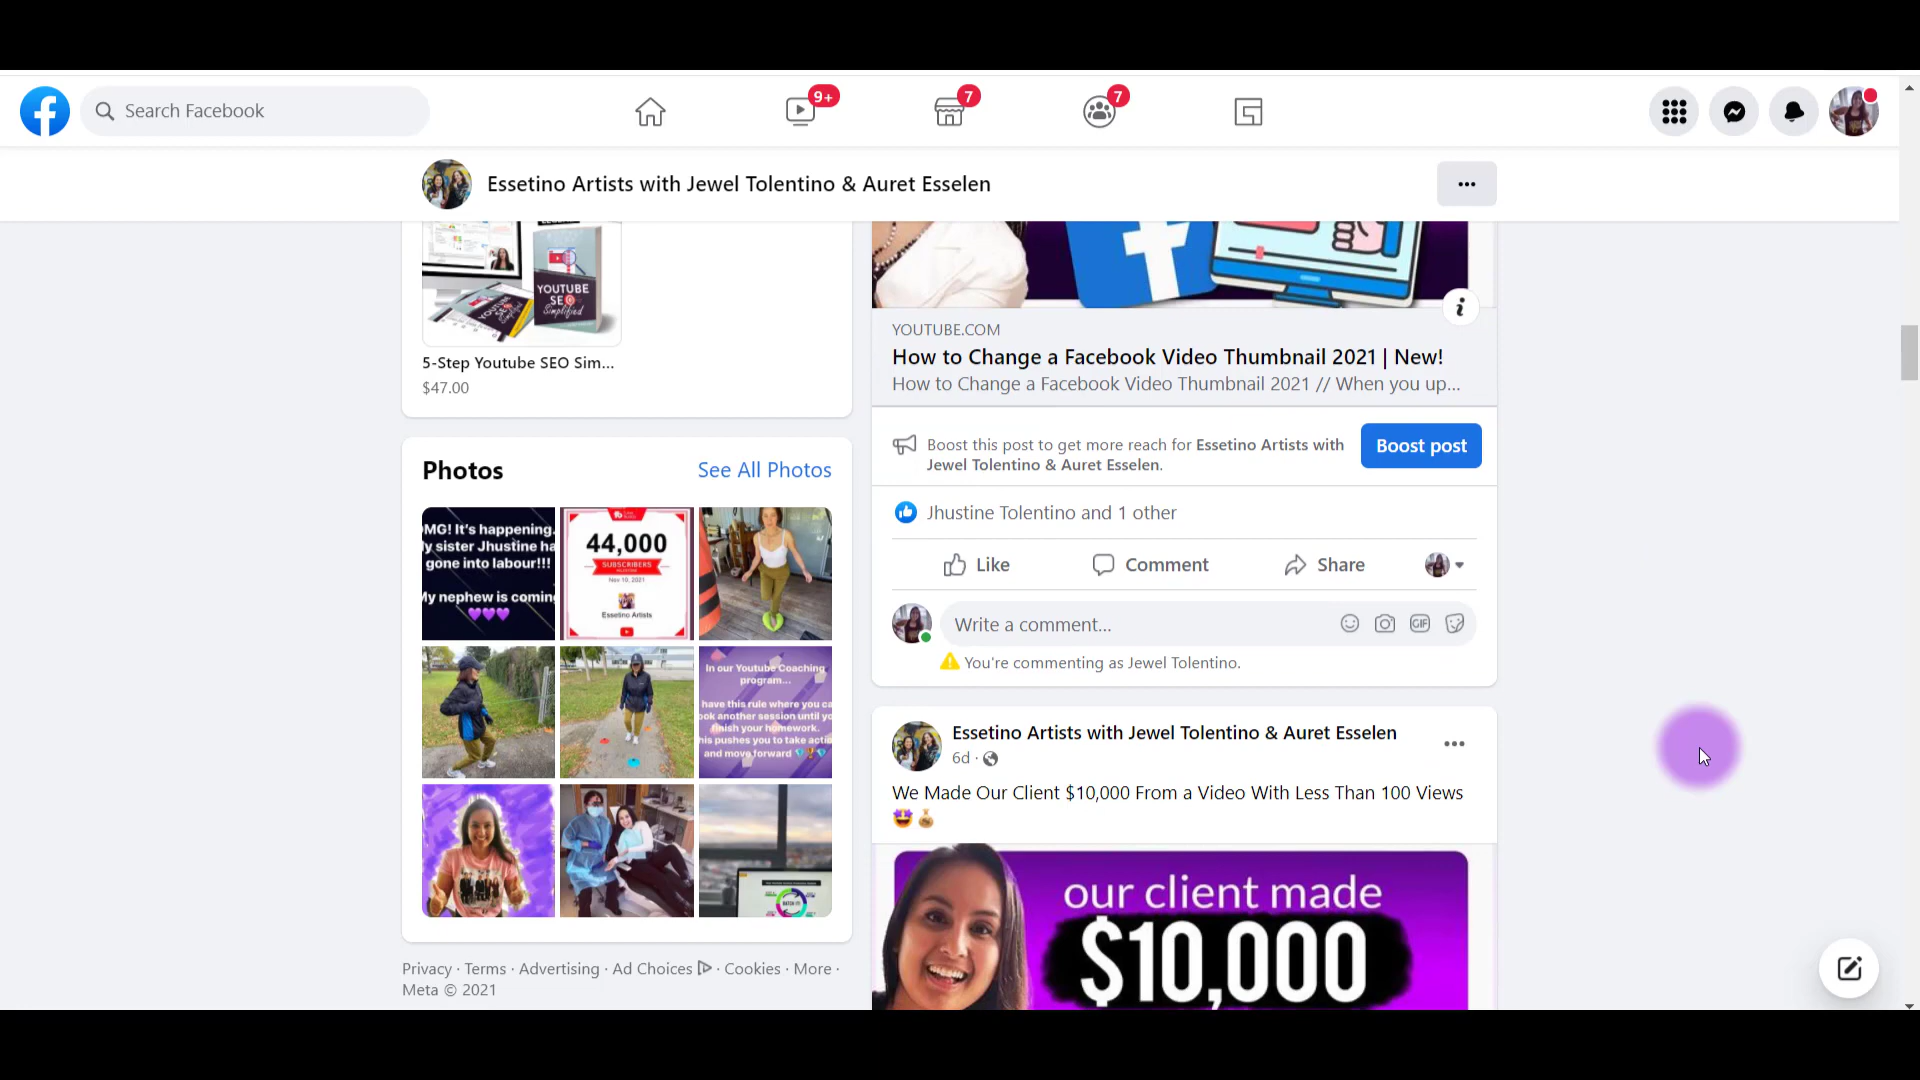 Search Facebook
9+
7
7
Essetino Artists with Jewel Tolentino & Auret Esselen
YOUTUBE
SEO
Simplified
5-Step Youtube SEO Sim...
$47.00
Photos
See All Photos
MG! It's happening.
y sister Jhustine ha
gone into labour!!!
My nephew is coming
44,000
SUBSCRIBERS
Nov 10, 2021
Essetino Artists
In our Youtube Coaching
program...
have this rule where you ca
ook another session until yo
finish your homework.
his pushes you to take actio
and move forward
Privacy · Terms · Advertising · Ad Choices · Cookies · More ·
Meta © 2021
YOUTUBE.COM
How to Change a Facebook Video Thumbnail 2021 | New!
How to Change a Facebook Video Thumbnail 2021 // When you up...
Boost this post to get more reach for Essetino Artists with
Jewel Tolentino & Auret Esselen.
Boost post
Jhustine Tolentino and 1 other
Like
Comment
Share
Write a comment...
GIF
You're commenting as Jewel Tolentino.
Essetino Artists with Jewel Tolentino & Auret Esselen
6d ·
We Made Our Client $10,000 From a Video With Less Than 100 Views
🤩💰
our client made
$10,000